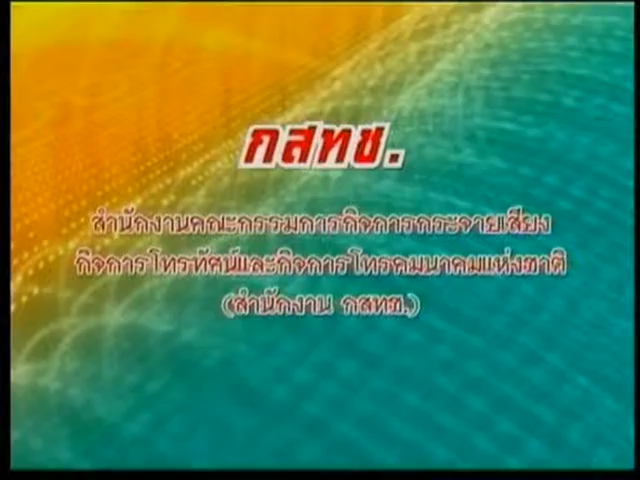 กสทช.
สำนักงานคณะกรรมการกิจการกระจายเสียง
กิจการโทรทัศน์และกิจการโทรคมนาคมแห่งชาติ
(สำนักงาน กสทช.)